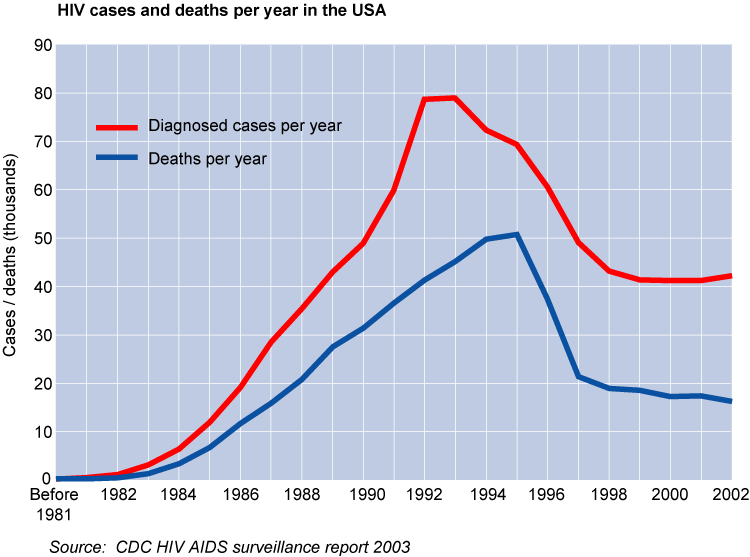 HIV cases and deaths per year in the USA
90
80
70
60
50
40
30
20
10
0
Cases / deaths (thousands)
Diagnosed cases per year
Deaths per year
Before 1982 1984 1986 1988 1990 1992 1994 1996 1998 2000 2002
1981
Source: CDC HIV AIDS surveillance report 2003